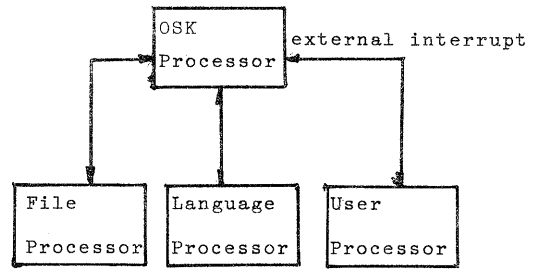 OSK
Processor
external interrupt
File
Processor
Language
Processor
User
Processor